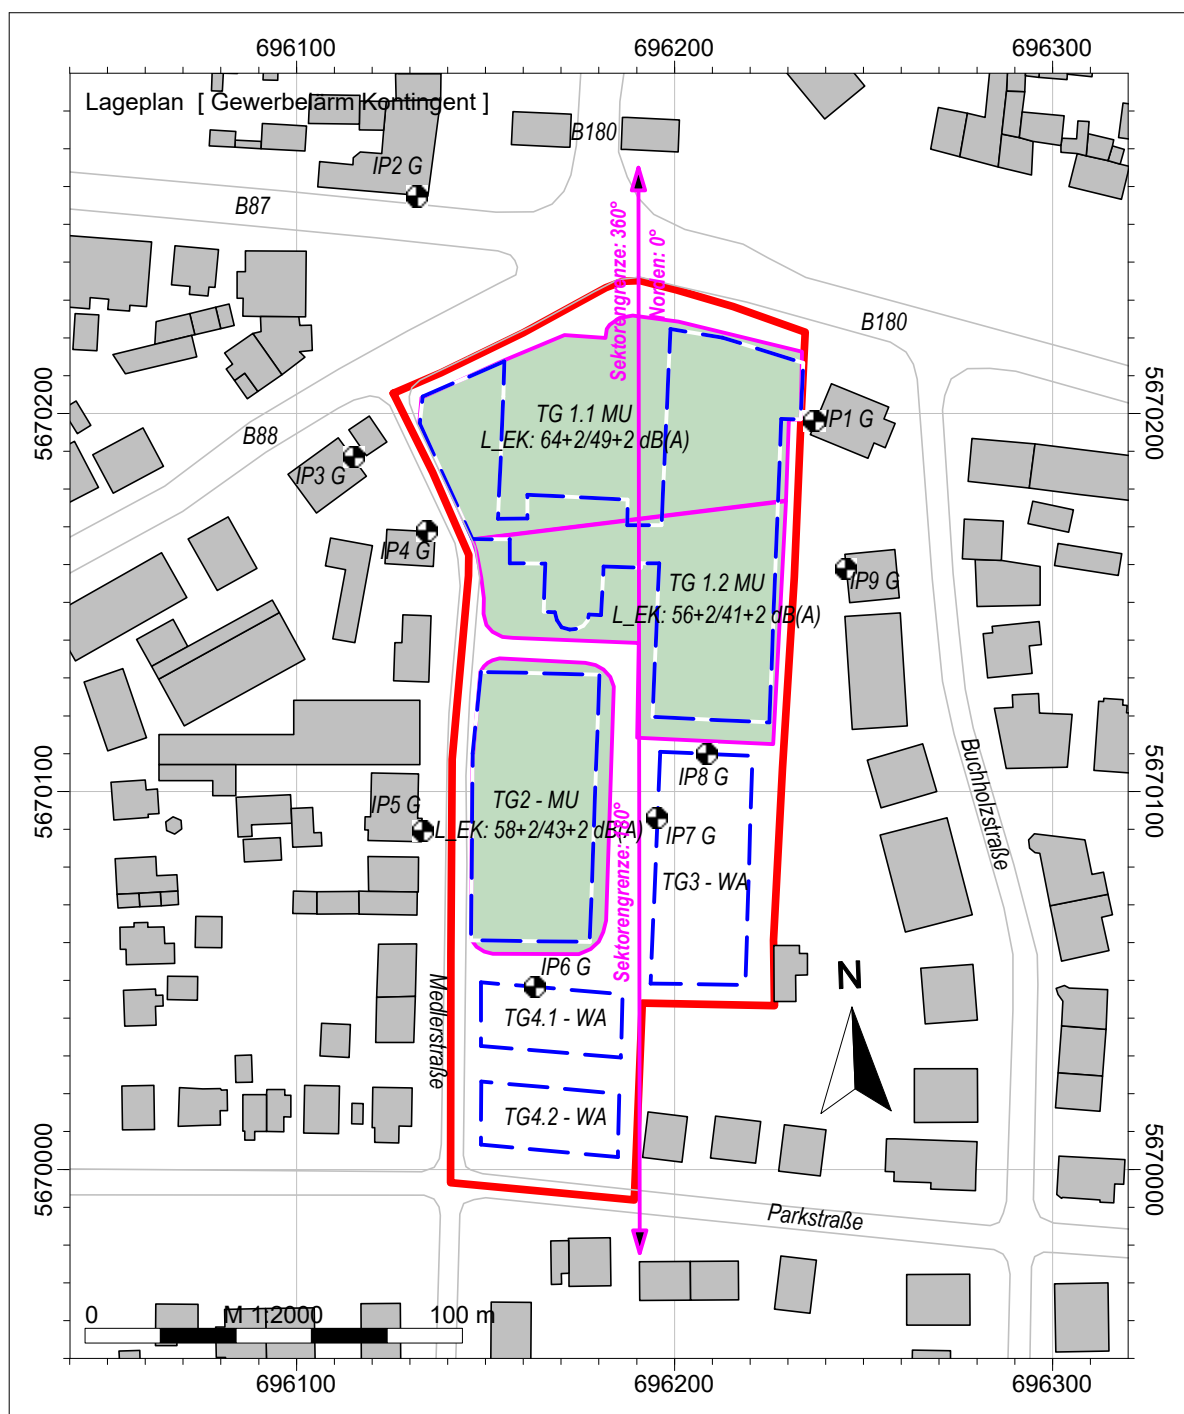 696100
696200
696300
Lageplan [ Gewerbelärm Kontingent ]
B180
IP2 G
B87
Sektorengrenze: 360°
Norden: 0°
B180
5670200
5670200
TG 1.1 MU
L_EK: 64+2/49+2 dB(A)
IP1 G
B88
IP3 G
IP4 G
TG 1.2 MU
L_EK: 56+2/41+2 dB(A)
IP9 G
Buchholzstraße
IP8 G
5670100
5670100
IP5 G
TG2 - MU
L_EK: 58+2/43+2 dB(A)
IP7 G
Sektorengrenze: 180°
TG3 - WA
IP6 G
N
TG4.1 - WA
Medlerstraße
TG4.2 - WA
5670000
5670000
Parkstraße
0 M 1:2000 100 m
696100
696200
696300